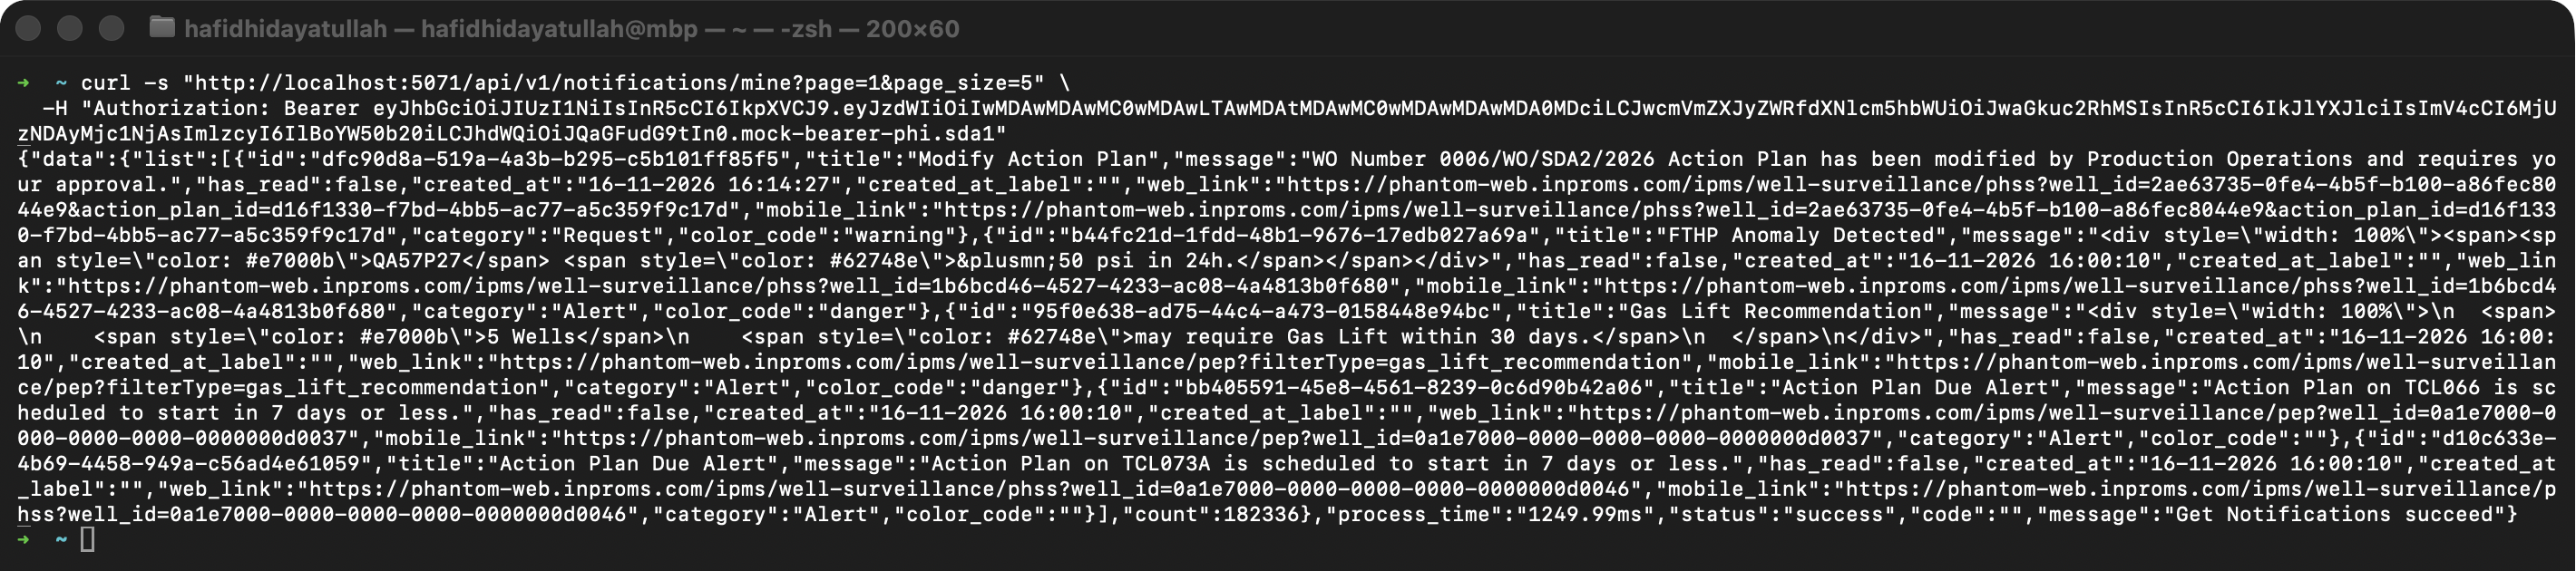 hafidhidayatullah — hafidhidayatullah@mbp — ~ — -zsh — 200×60
➜  ~ curl -s "http://localhost:5071/api/v1/notifications/mine?page=1&page_size=5" \
  -H "Authorization: Bearer eyJhbGciOiJIUzI1NiIsInR5cCI6IkpXVCJ9.eyJzdWIiOiIwMDAwMDAwMC0wMDAwLTAwMDAtMDAwMC0wMDAwMDAwMDA0MDciLCJwcmVmZXJyZWRfdXNlcm5hbWUiOiJwaGkuc2RhMSIsInR5cCI6IkJlYXJlciIsImV4cCI6MjU
zNDAyMjc1NjAsImlzcyI6IlBoYW50b20iLCJhdWQiOiJQaGFudG9tIn0.mock-bearer-phi.sda1"
{"data":{"list":[{"id":"dfc90d8a-519a-4a3b-b295-c5b101ff85f5","title":"Modify Action Plan","message":"WO Number 0006/WO/SDA2/2026 Action Plan has been modified by Production Operations and requires yo
ur approval.","has_read":false,"created_at":"16-11-2026 16:14:27","created_at_label":"","web_link":"https://phantom-web.inproms.com/ipms/well-surveillance/phss?well_id=2ae63735-0fe4-4b5f-b100-a86fec80
44e9&action_plan_id=d16f1330-f7bd-4bb5-ac77-a5c359f9c17d","mobile_link":"https://phantom-web.inproms.com/ipms/well-surveillance/phss?well_id=2ae63735-0fe4-4b5f-b100-a86fec8044e9&action_plan_id=d16f133
0-f7bd-4bb5-ac77-a5c359f9c17d","category":"Request","color_code":"warning"},{"id":"b44fc21d-1fdd-48b1-9676-17edb027a69a","title":"FTHP Anomaly Detected","message":"<div style=\"width: 100%\"><span><sp
an style=\"color: #e7000b\">QA57P27</span> <span style=\"color: #62748e\">&plusmn;50 psi in 24h.</span></span></div>","has_read":false,"created_at":"16-11-2026 16:00:10","created_at_label":"","web_lin
k":"https://phantom-web.inproms.com/ipms/well-surveillance/phss?well_id=1b6bcd46-4527-4233-ac08-4a4813b0f680","mobile_link":"https://phantom-web.inproms.com/ipms/well-surveillance/phss?well_id=1b6bcd4
6-4527-4233-ac08-4a4813b0f680","category":"Alert","color_code":"danger"},{"id":"95f0e638-ad75-44c4-a473-0158448e94bc","title":"Gas Lift Recommendation","message":"<div style=\"width: 100%\">\n  <span>
\n    <span style=\"color: #e7000b\">5 Wells</span>\n    <span style=\"color: #62748e\">may require Gas Lift within 30 days.</span>\n  </span>\n</div>","has_read":false,"created_at":"16-11-2026 16:00:
10","created_at_label":"","web_link":"https://phantom-web.inproms.com/ipms/well-surveillance/pep?filterType=gas_lift_recommendation","mobile_link":"https://phantom-web.inproms.com/ipms/well-surveillan
ce/pep?filterType=gas_lift_recommendation","category":"Alert","color_code":"danger"},{"id":"bb405591-45e8-4561-8239-0c6d90b42a06","title":"Action Plan Due Alert","message":"Action Plan on TCL066 is sc
heduled to start in 7 days or less.","has_read":false,"created_at":"16-11-2026 16:00:10","created_at_label":"","web_link":"https://phantom-web.inproms.com/ipms/well-surveillance/pep?well_id=0a1e7000-0
000-0000-0000-0000000d0037","mobile_link":"https://phantom-web.inproms.com/ipms/well-surveillance/pep?well_id=0a1e7000-0000-0000-0000-0000000d0037","category":"Alert","color_code":""},{"id":"d10c633e-
4b69-4458-949a-c56ad4e61059","title":"Action Plan Due Alert","message":"Action Plan on TCL073A is scheduled to start in 7 days or less.","has_read":false,"created_at":"16-11-2026 16:00:10","created_at
_label":"","web_link":"https://phantom-web.inproms.com/ipms/well-surveillance/phss?well_id=0a1e7000-0000-0000-0000-0000000d0046","mobile_link":"https://phantom-web.inproms.com/ipms/well-surveillance/p
hss?well_id=0a1e7000-0000-0000-0000-0000000d0046","category":"Alert","color_code":""}],"count":182336},"process_time":"1249.99ms","status":"success","code":"","message":"Get Notifications succeed"}
➜  ~